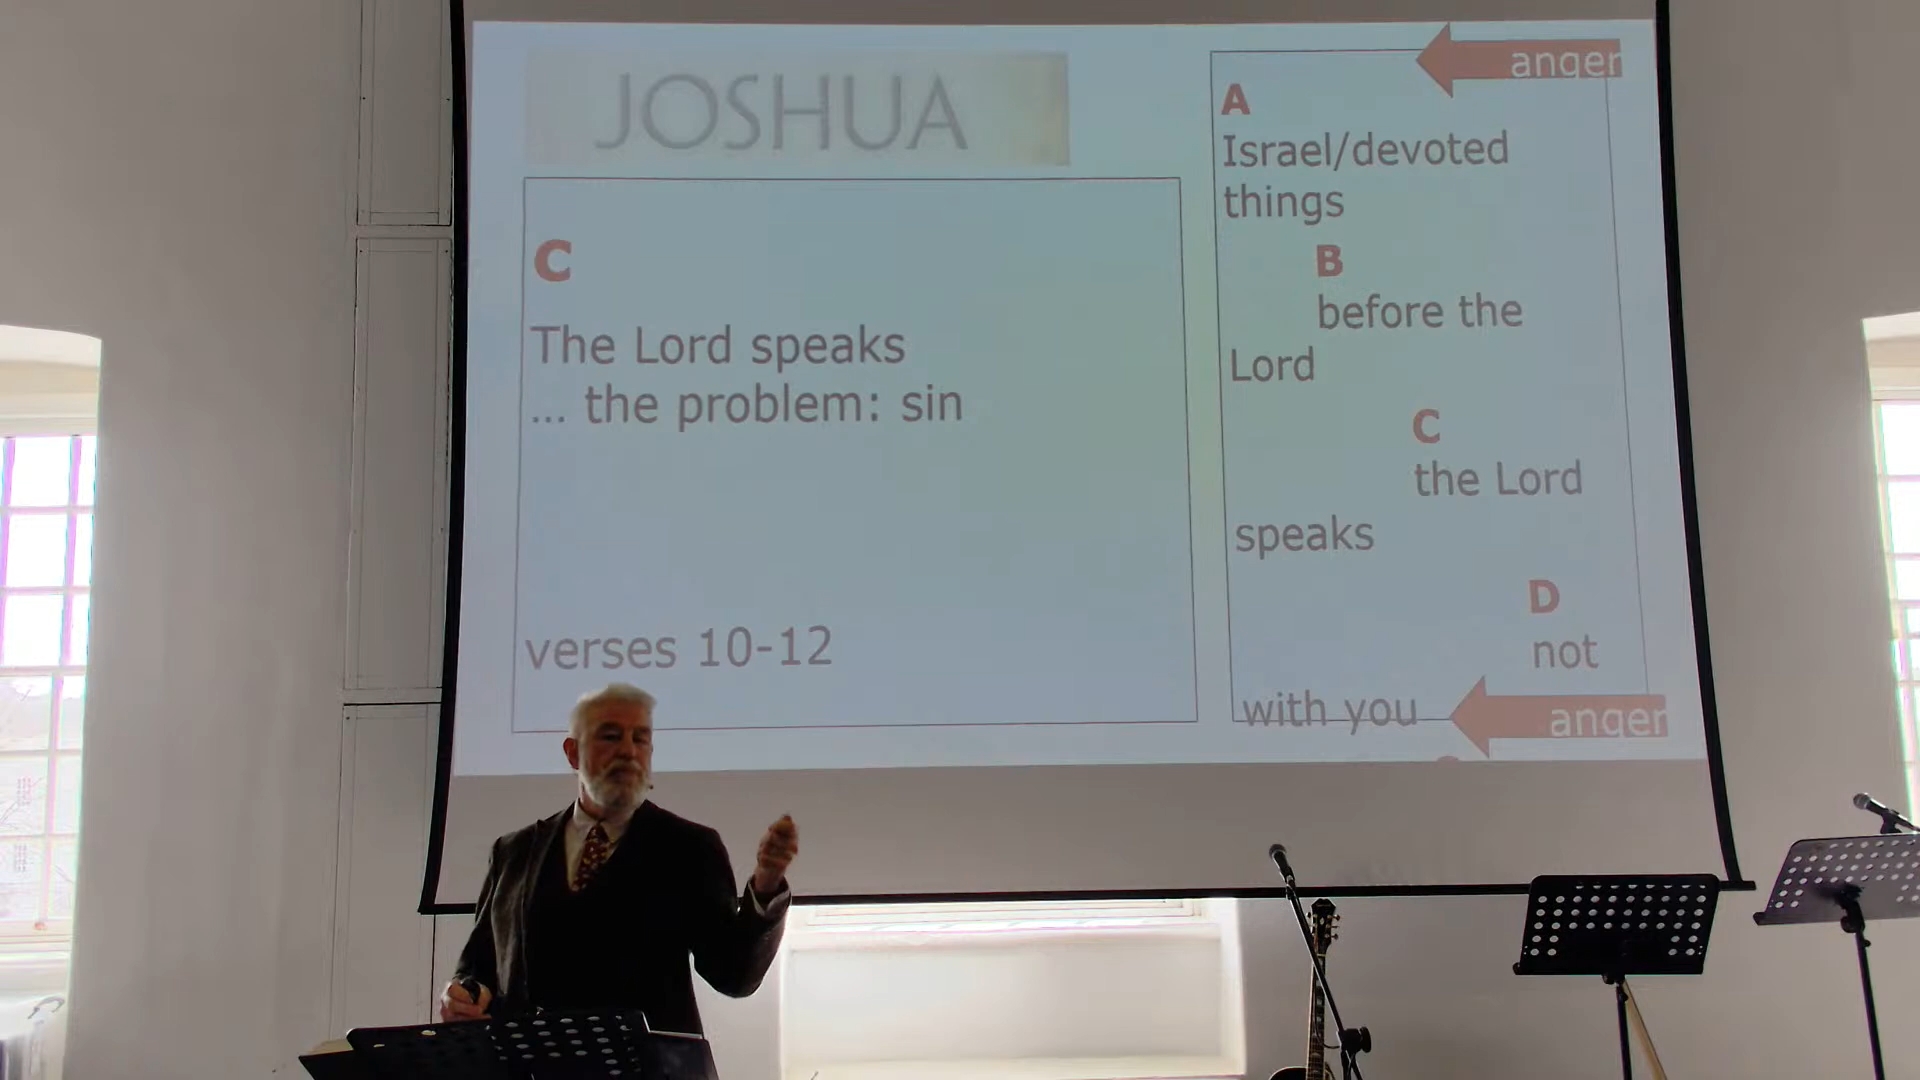 JOSHUA
C
The Lord speaks
... the problem: sin
verses 10-12
anger
A
Israel/devoted
things
B
before the
Lord
C
the Lord
speaks
D
not
with you
anger